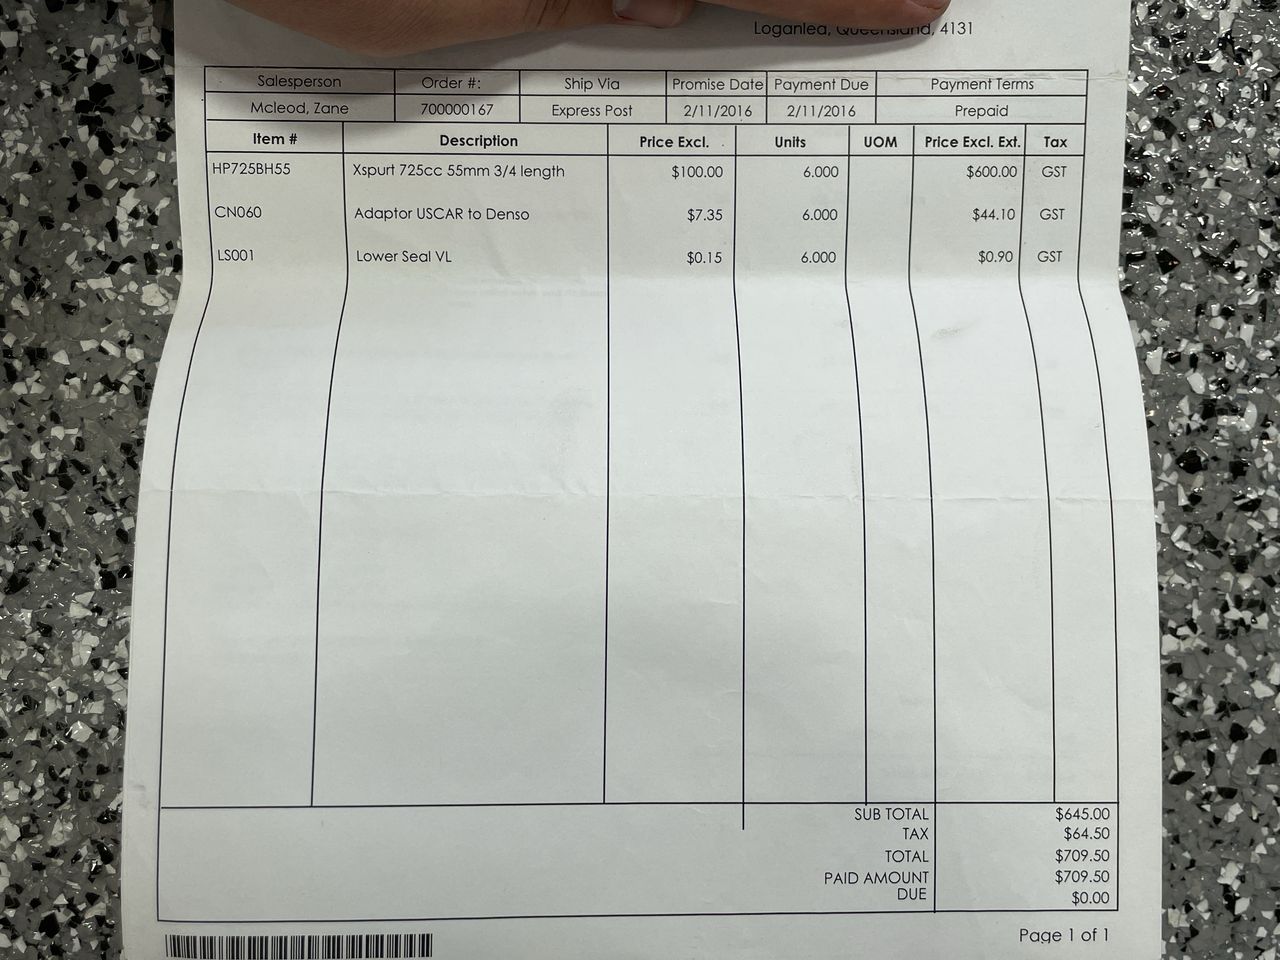 Loganlea, Queensland, 4131
Salesperson Order #: Ship Via Promise Date Payment Due Payment Terms
Mcleod, Zane 700000167 Express Post 2/11/2016 2/11/2016 Prepaid
Item # Description Price Excl. Units UOM Price Excl. Ext. Tax
HP725BH55 Xspurt 725cc 55mm 3/4 length $100.00 6.000 $600.00 GST
CN060 Adaptor USCAR to Denso $7.35 6.000 $44.10 GST
LS001 Lower Seal VL $0.15 6.000 $0.90 GST
SUB TOTAL $645.00
TAX $64.50
TOTAL $709.50
PAID AMOUNT $709.50
DUE $0.00
Page 1 of 1